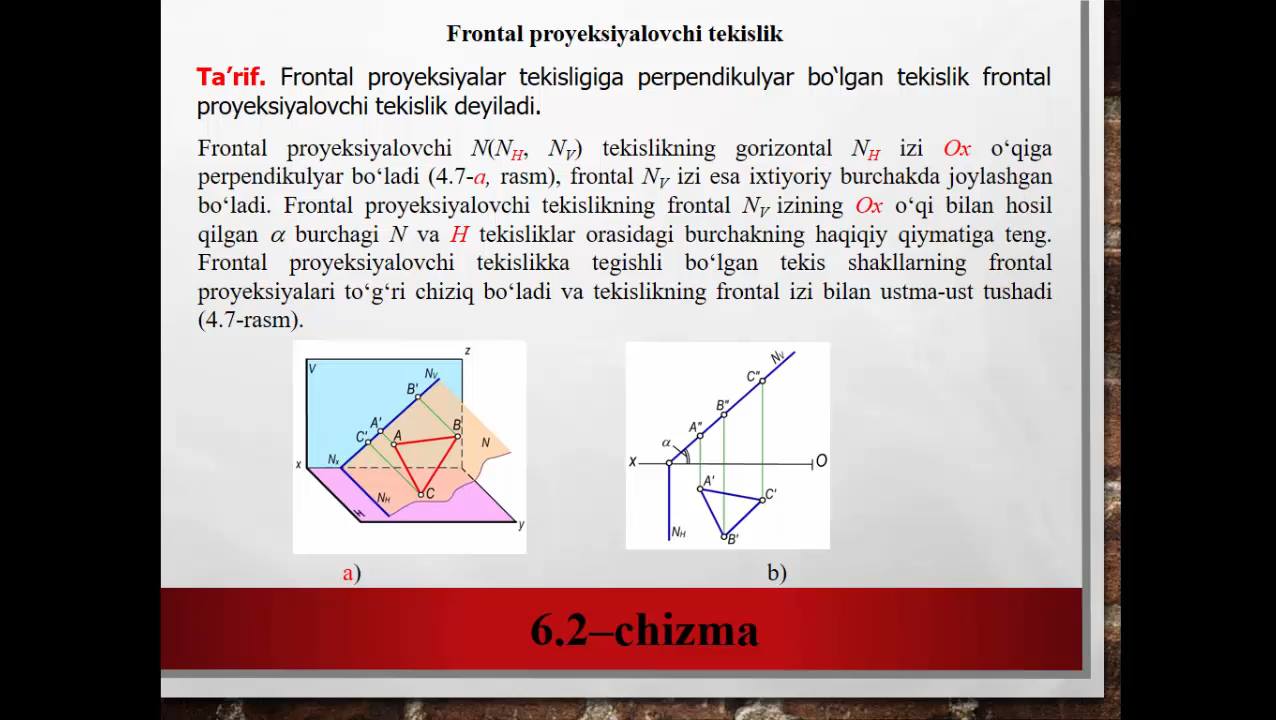 Frontal proyeksiyalovchi tekislik
Ta’rif. Frontal proyeksiyalar tekisligiga perpendikulyar bo‘lgan tekislik frontal
proyeksiyalovchi tekislik deyiladi.
Frontal proyeksiyalovchi N(NH, NV) tekislikning gorizontal NH izi Ox o‘qiga
perpendikulyar bo‘ladi (4.7-a, rasm), frontal NV izi esa ixtiyoriy burchakda joylashgan
bo‘ladi. Frontal proyeksiyalovchi tekislikning frontal NV izining Ox o‘qi bilan hosil
qilgan α burchagi N va H tekisliklar orasidagi burchakning haqiqiy qiymatiga teng.
Frontal proyeksiyalovchi tekislikka tegishli bo‘lgan tekis shakllarning frontal
proyeksiyalari to‘g‘ri chiziq bo‘ladi va tekislikning frontal izi bilan ustma-ust tushadi
(4.7-rasm).
z
V
NV
B'
A'
C'
A
B
N
x
Nx
NH
C
H
y
NV
C"
B"
A"
α
X
O
A'
C'
NH
B'
a)
b)
6.2–chizma